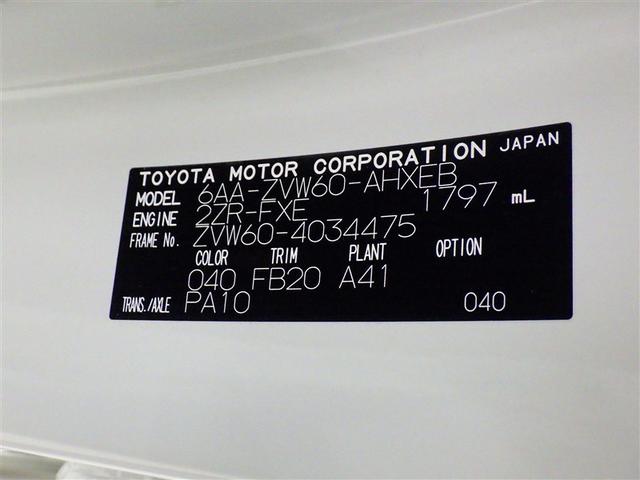 TOYOTA MOTOR CORPORATION JAPAN
MODEL 6AA-ZVW60-AHXEB
ENGINE 2ZR-FXE 1797 mL
FRAME No. ZVW60-4034475
COLOR TRIM PLANT OPTION
040 FB20 A41
TRANS./AXLE PA10 040